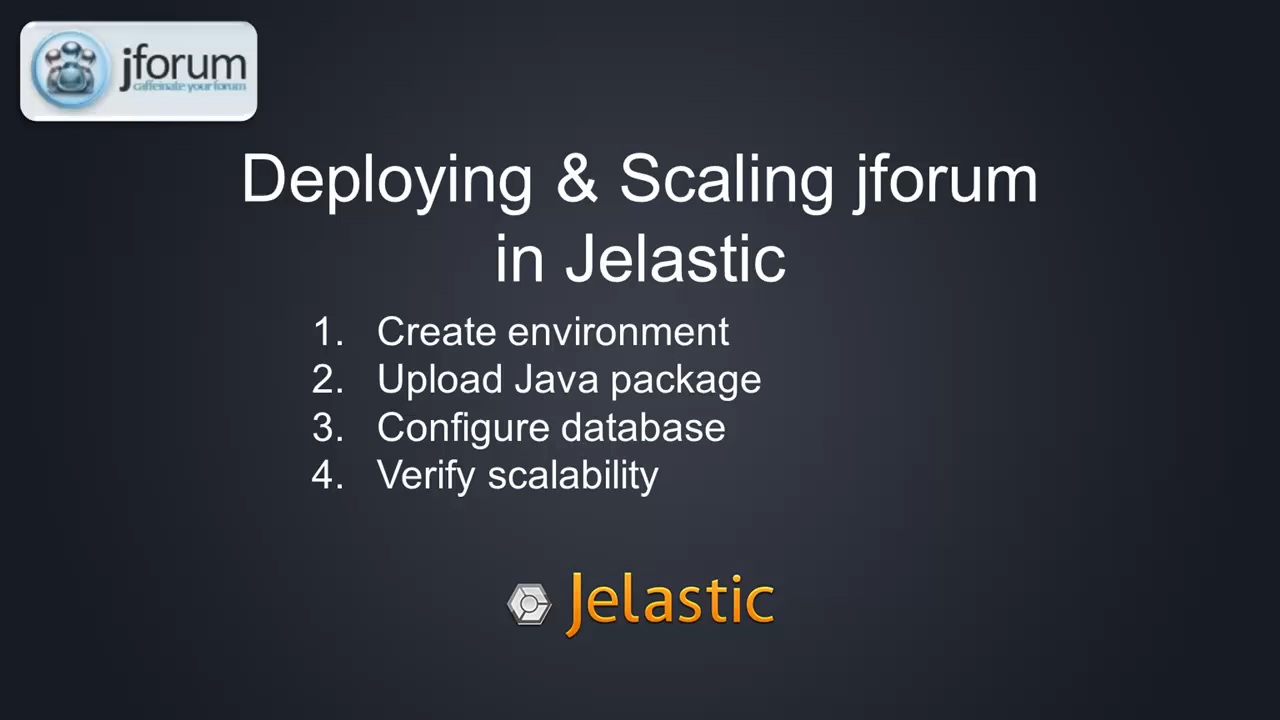 jforum
caffeinate your forum
Deploying & Scaling jforum
in Jelastic
1. Create environment
2. Upload Java package
3. Configure database
4. Verify scalability
Jelastic